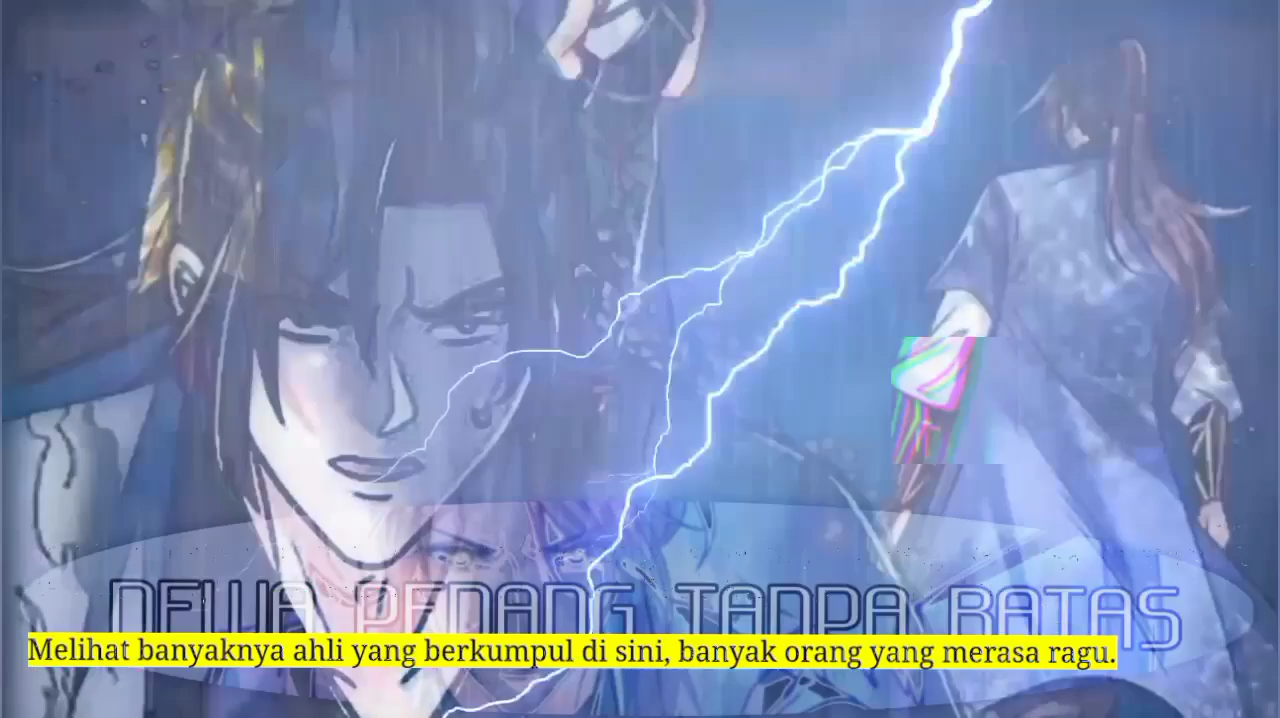 DEWA PEDANG TANPA BATAS
Melihat banyaknya ahli yang berkumpul di sini, banyak orang yang merasa ragu.